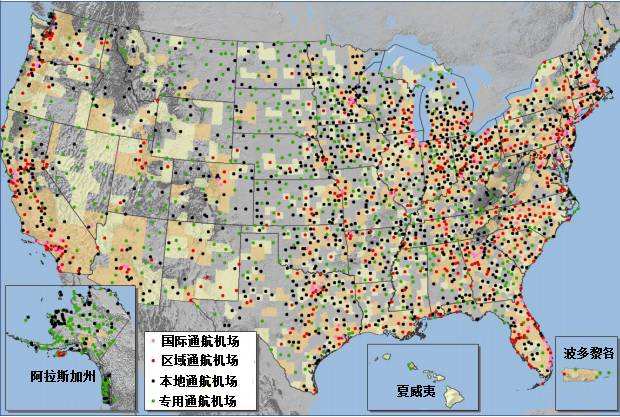 国际通航机场
区域通航机场
本地通航机场
专用通航机场
阿拉斯加州
夏威夷
波多黎各